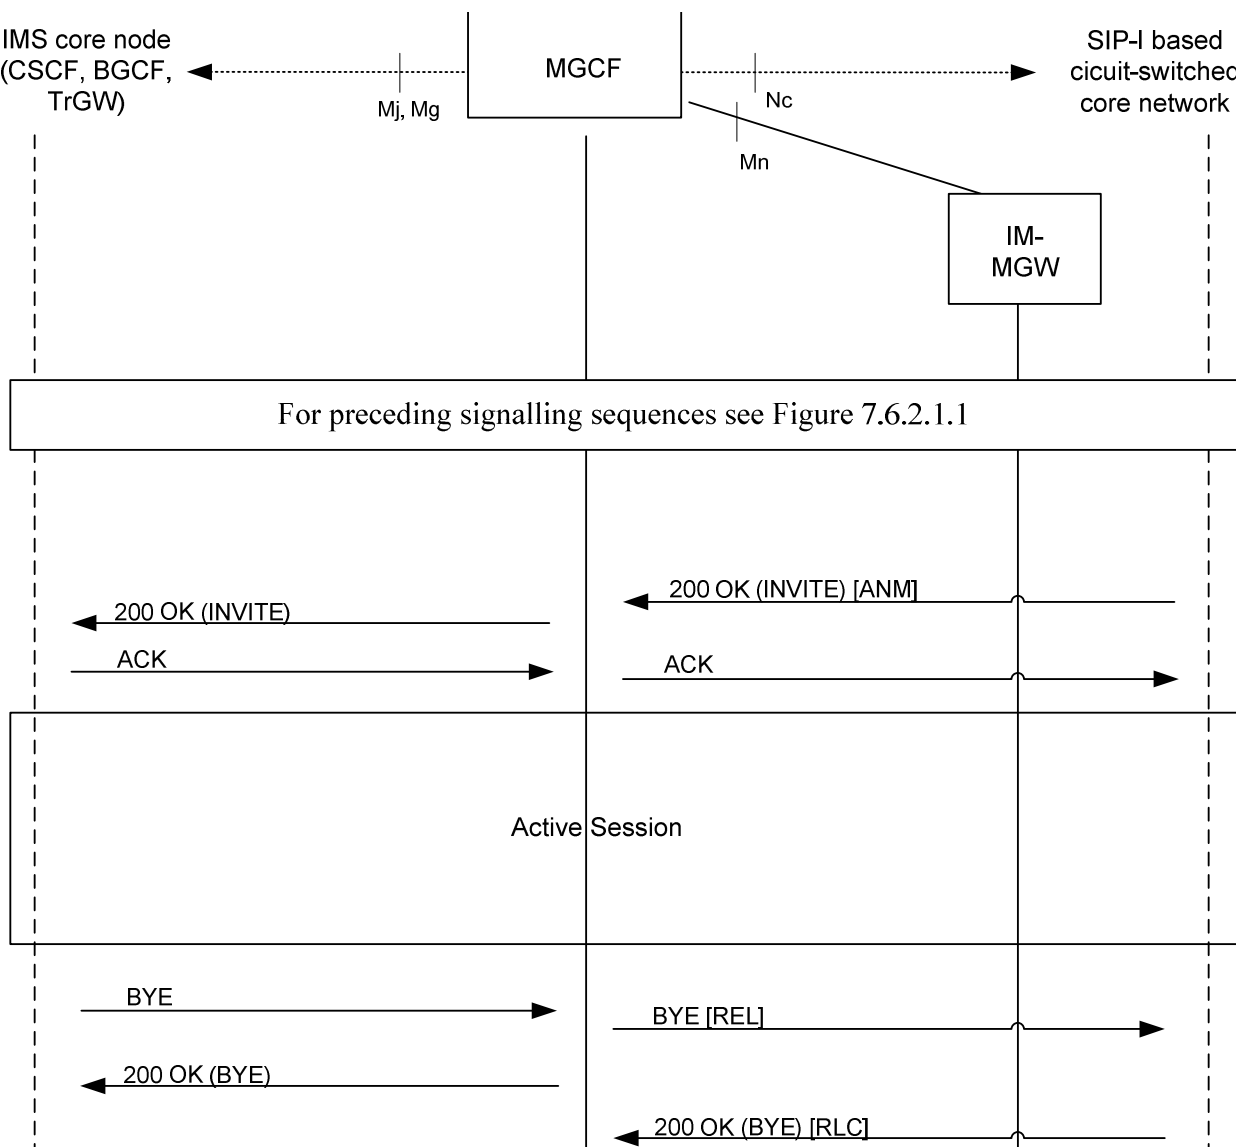 IMS core node
(CSCF, BGCF,
TrGW)
MGCF
SIP-I based
cicuit-switched
core network
Mj, Mg
Nc
Mn
IM-
MGW
For preceding signalling sequences see Figure 7.6.2.1.1
200 OK (INVITE) [ANM]
200 OK (INVITE)
ACK
ACK
Active Session
BYE
BYE [REL]
200 OK (BYE)
200 OK (BYE) [RLC]